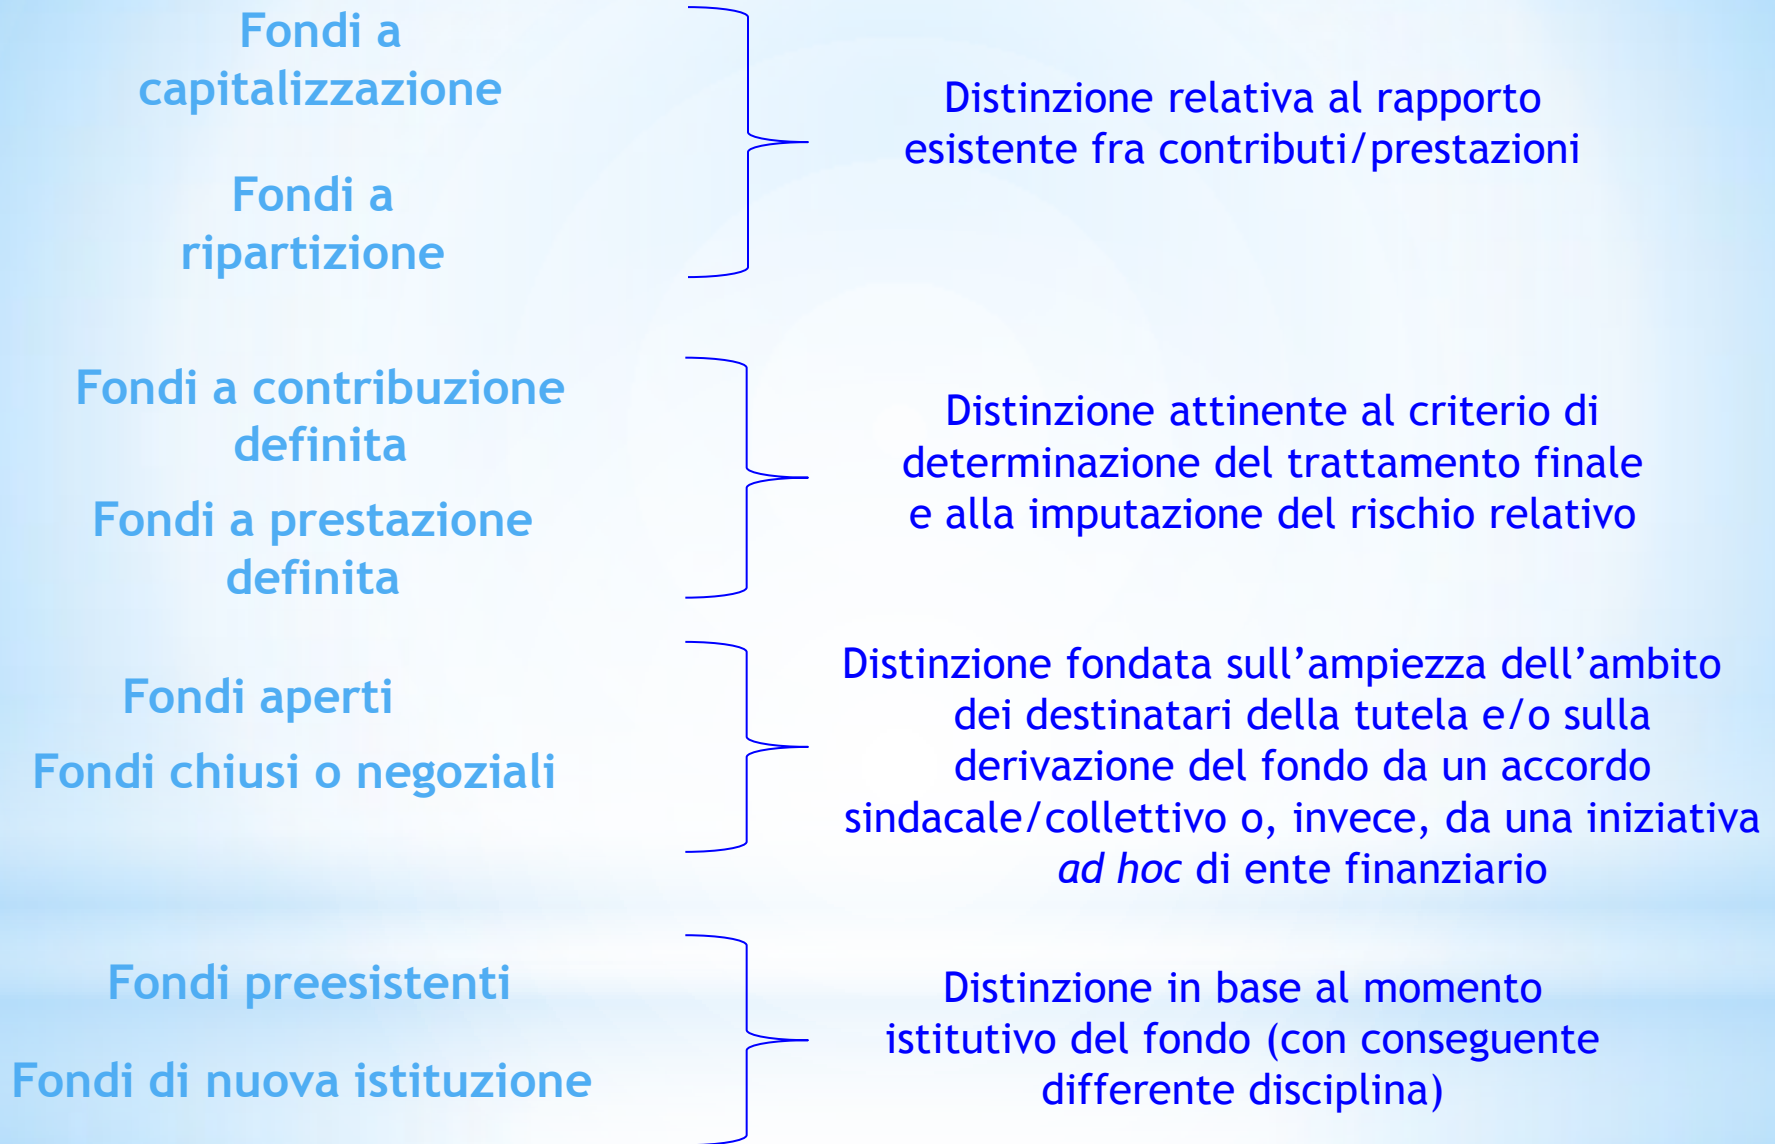 Fondi a
capitalizzazione
Fondi a
ripartizione
Distinzione relativa al rapporto
esistente fra contributi/prestazioni
Fondi a contribuzione
definita
Fondi a prestazione
definita
Distinzione attinente al criterio di
determinazione del trattamento finale
e alla imputazione del rischio relativo
Fondi aperti
Fondi chiusi o negoziali
Distinzione fondata sull’ampiezza dell’ambito
dei destinatari della tutela e/o sulla
derivazione del fondo da un accordo
sindacale/collettivo o, invece, da una iniziativa
ad hoc di ente finanziario
Fondi preesistenti
Fondi di nuova istituzione
Distinzione in base al momento
istitutivo del fondo (con conseguente
differente disciplina)